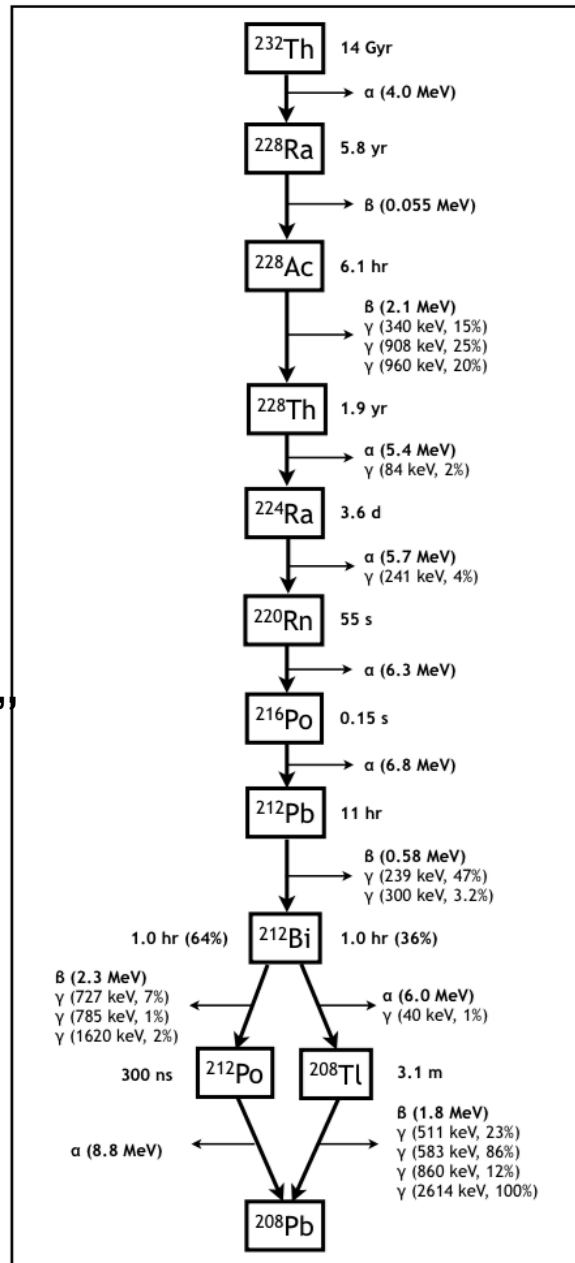 ²³²Th 14 Gyr
α (4.0 MeV)
²²⁸Ra 5.8 yr
β (0.055 MeV)
²²⁸Ac 6.1 hr
β (2.1 MeV)
γ (340 keV, 15%)
γ (908 keV, 25%)
γ (960 keV, 20%)
²²⁸Th 1.9 yr
α (5.4 MeV)
γ (84 keV, 2%)
²²⁴Ra 3.6 d
α (5.7 MeV)
γ (241 keV, 4%)
²²⁰Rn 55 s
α (6.3 MeV)
”
²¹⁶Po 0.15 s
α (6.8 MeV)
²¹²Pb 11 hr
β (0.58 MeV)
γ (239 keV, 47%)
γ (300 keV, 3.2%)
1.0 hr (64%) ²¹²Bi 1.0 hr (36%)
β (2.3 MeV)
γ (727 keV, 7%)
γ (785 keV, 1%)
γ (1620 keV, 2%)
α (6.0 MeV)
γ (40 keV, 1%)
300 ns ²¹²Po ²⁰⁸Tl 3.1 m
α (8.8 MeV)
β (1.8 MeV)
γ (511 keV, 23%)
γ (583 keV, 86%)
γ (860 keV, 12%)
γ (2614 keV, 100%)
²⁰⁸Pb